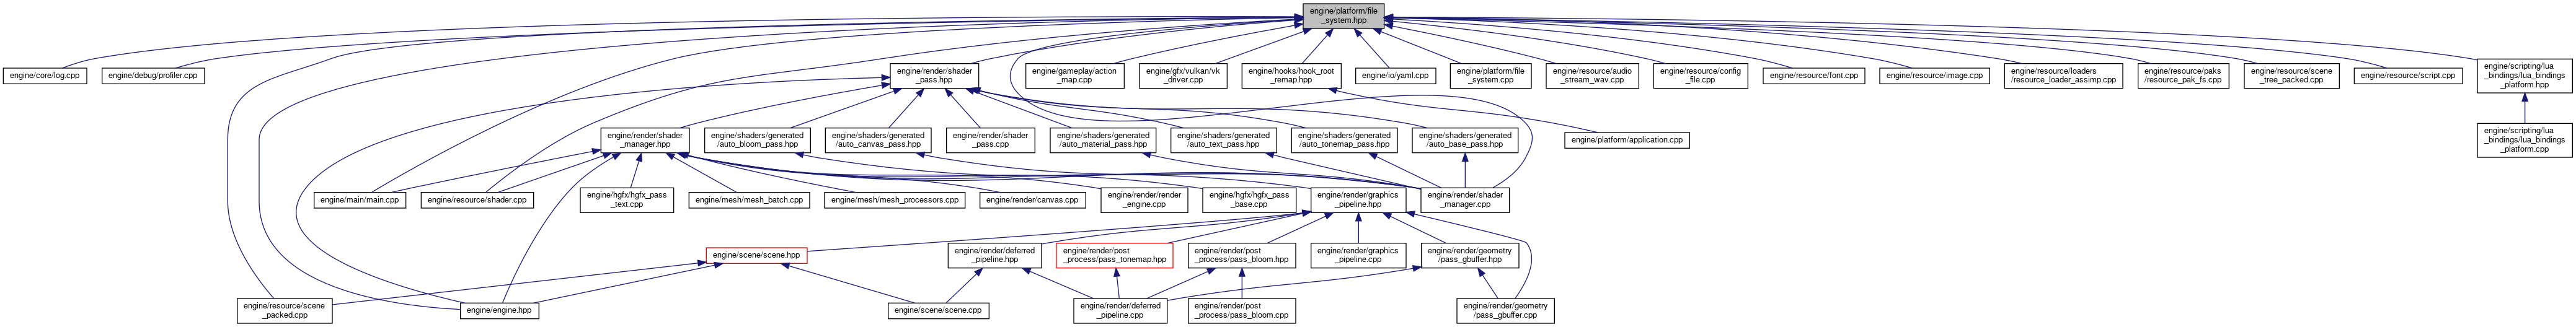 engine/platform/file
_system.hpp
engine/core/log.cpp
engine/debug/profiler.cpp
engine/render/shader
_pass.hpp
engine/gameplay/action
_map.cpp
engine/gfx/vulkan/vk
_driver.cpp
engine/hooks/hook_root
_remap.hpp
engine/io/yaml.cpp
engine/platform/file
_system.cpp
engine/resource/audio
_stream_wav.cpp
engine/resource/config
_file.cpp
engine/resource/font.cpp
engine/resource/image.cpp
engine/resource/loaders
/resource_loader_assimp.cpp
engine/resource/paks
/resource_pak_fs.cpp
engine/resource/scene
_tree_packed.cpp
engine/resource/script.cpp
engine/scripting/lua
_bindings/lua_bindings
_platform.hpp
engine/render/shader
_manager.hpp
engine/shaders/generated
/auto_bloom_pass.hpp
engine/shaders/generated
/auto_canvas_pass.hpp
engine/render/shader
_pass.cpp
engine/shaders/generated
/auto_material_pass.hpp
engine/shaders/generated
/auto_text_pass.hpp
engine/shaders/generated
/auto_tonemap_pass.hpp
engine/shaders/generated
/auto_base_pass.hpp
engine/platform/application.cpp
engine/scripting/lua
_bindings/lua_bindings
_platform.cpp
engine/main/main.cpp
engine/resource/shader.cpp
engine/hgfx/hgfx_pass
_text.cpp
engine/mesh/mesh_batch.cpp
engine/mesh/mesh_processors.cpp
engine/render/canvas.cpp
engine/render/render
_engine.cpp
engine/hgfx/hgfx_pass
_base.cpp
engine/render/graphics
_pipeline.hpp
engine/render/shader
_manager.cpp
engine/scene/scene.hpp
engine/render/deferred
_pipeline.hpp
engine/render/post
_process/pass_tonemap.hpp
engine/render/post
_process/pass_bloom.hpp
engine/render/graphics
_pipeline.cpp
engine/render/geometry
/pass_gbuffer.hpp
engine/resource/scene
_packed.cpp
engine/engine.hpp
engine/scene/scene.cpp
engine/render/deferred
_pipeline.cpp
engine/render/post
_process/pass_bloom.cpp
engine/render/geometry
/pass_gbuffer.cpp